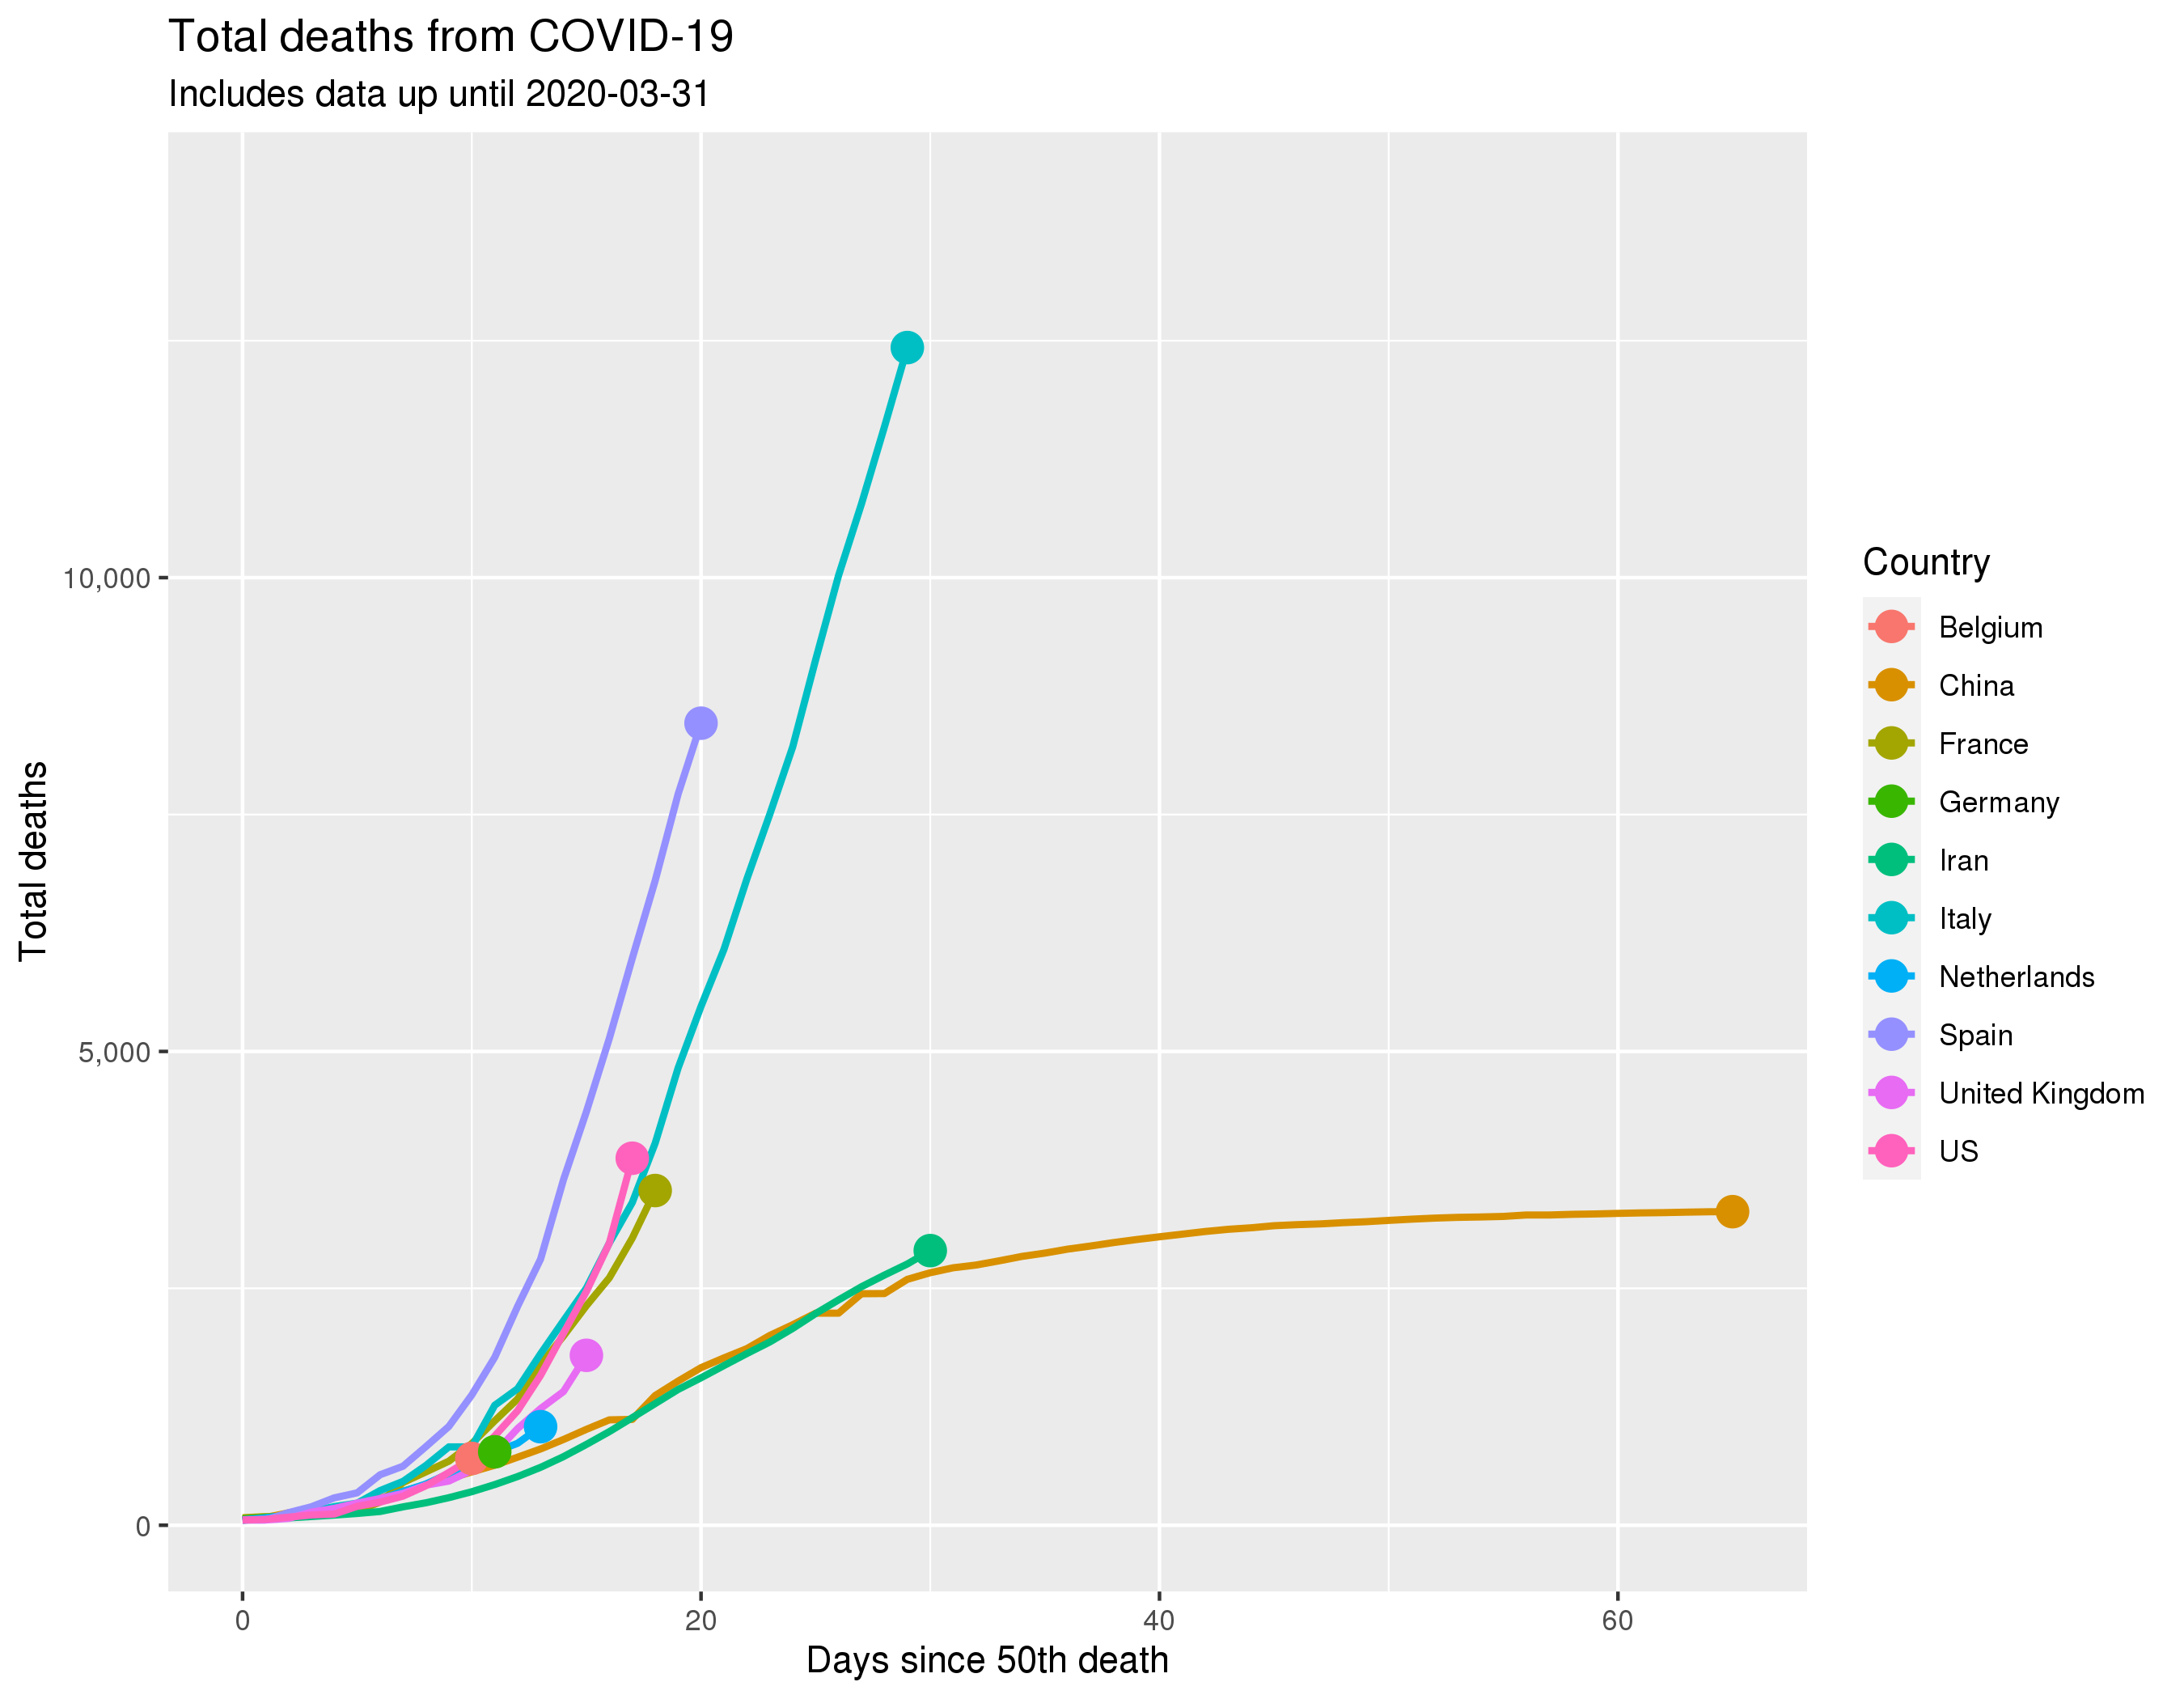 Total deaths from COVID-19
Includes data up until 2020-03-31
Total deaths
10,000
5,000
0
0 20 40 60
Days since 50th death
Country
Belgium
China
France
Germany
Iran
Italy
Netherlands
Spain
United Kingdom
US